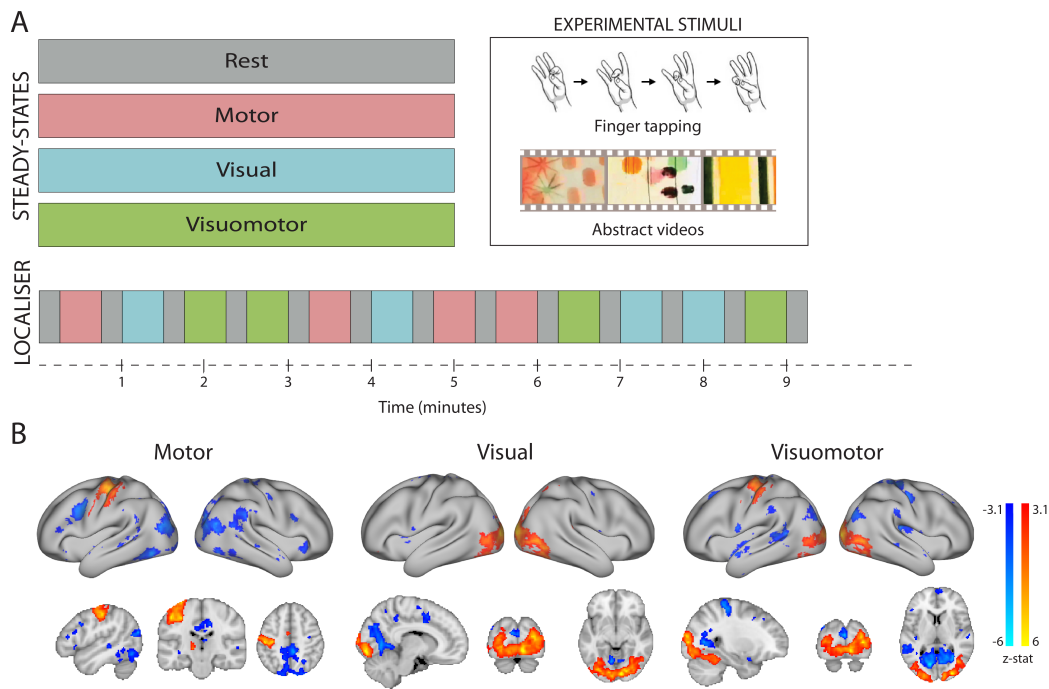 A
STEADY-STATES
Rest
Motor
Visual
Visuomotor
EXPERIMENTAL STIMULI
Finger tapping
Abstract videos
LOCALISER
1 2 3 4 5 6 7 8 9
Time (minutes)
B
Motor Visual Visuomotor
-3.1 3.1
-6 6
z-stat